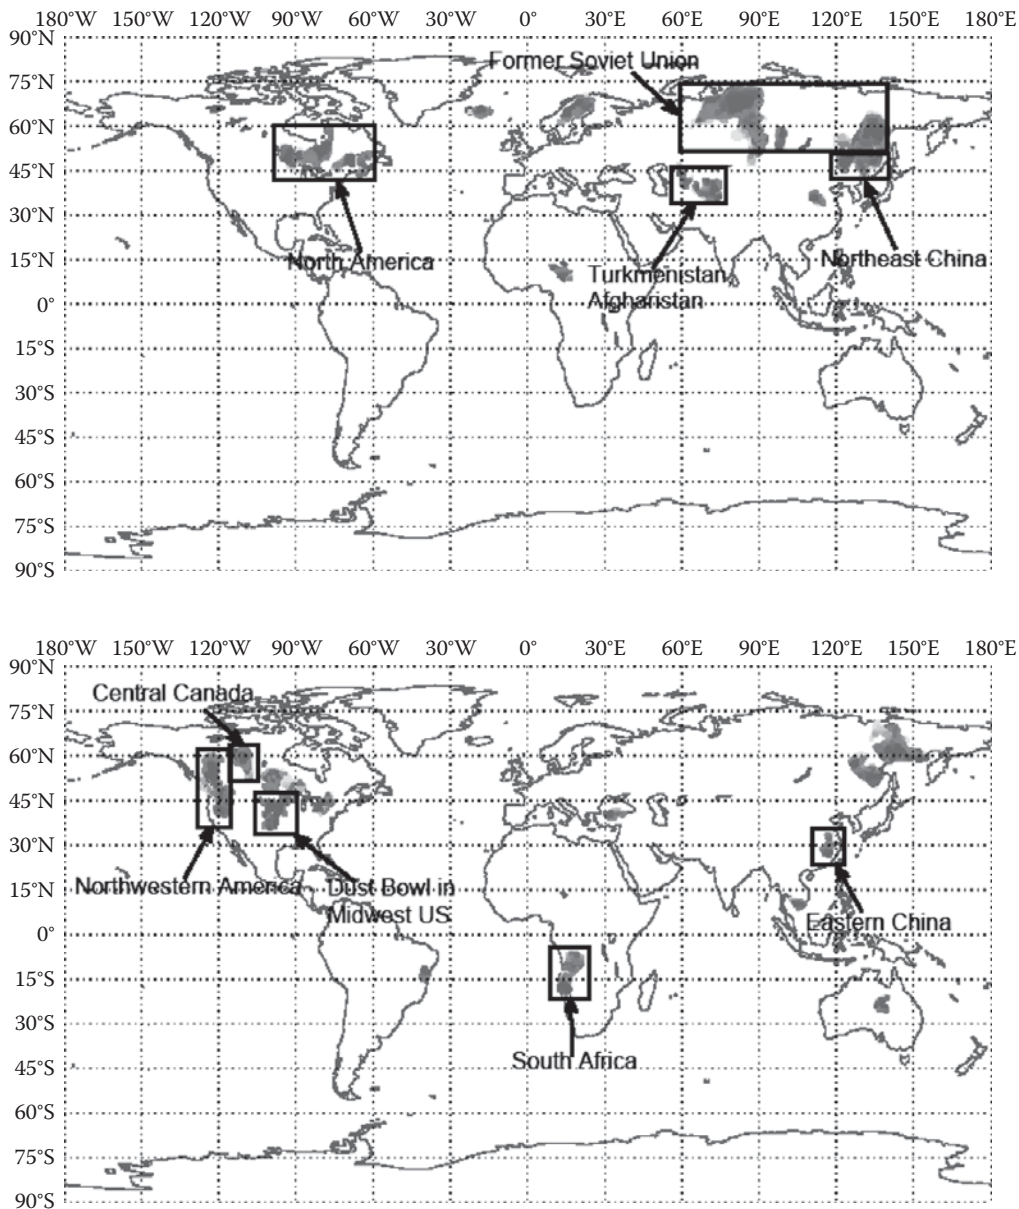 180°W 150°W 120°W 90°W 60°W 30°W 0° 30°E 60°E 90°E 120°E 150°E 180°E
90°N
Former Soviet Union
75°N
60°N
45°N
30°N
North America
15°N
Northeast China
Turkmenistan
Afgharistan
0°
15°S
30°S
45°S
60°S
75°S
90°S
180°W 150°W 120°W 90°W 60°W 30°W 0° 30°E 60°E 90°E 120°E 150°E 180°E
90°N
Central Canada
75°N
60°N
45°N
30°N
Northwestern America
Dust Bowl in
15°N
Midwest US
Eastern China
0°
15°S
30°S
South Africa
45°S
60°S
75°S
90°S